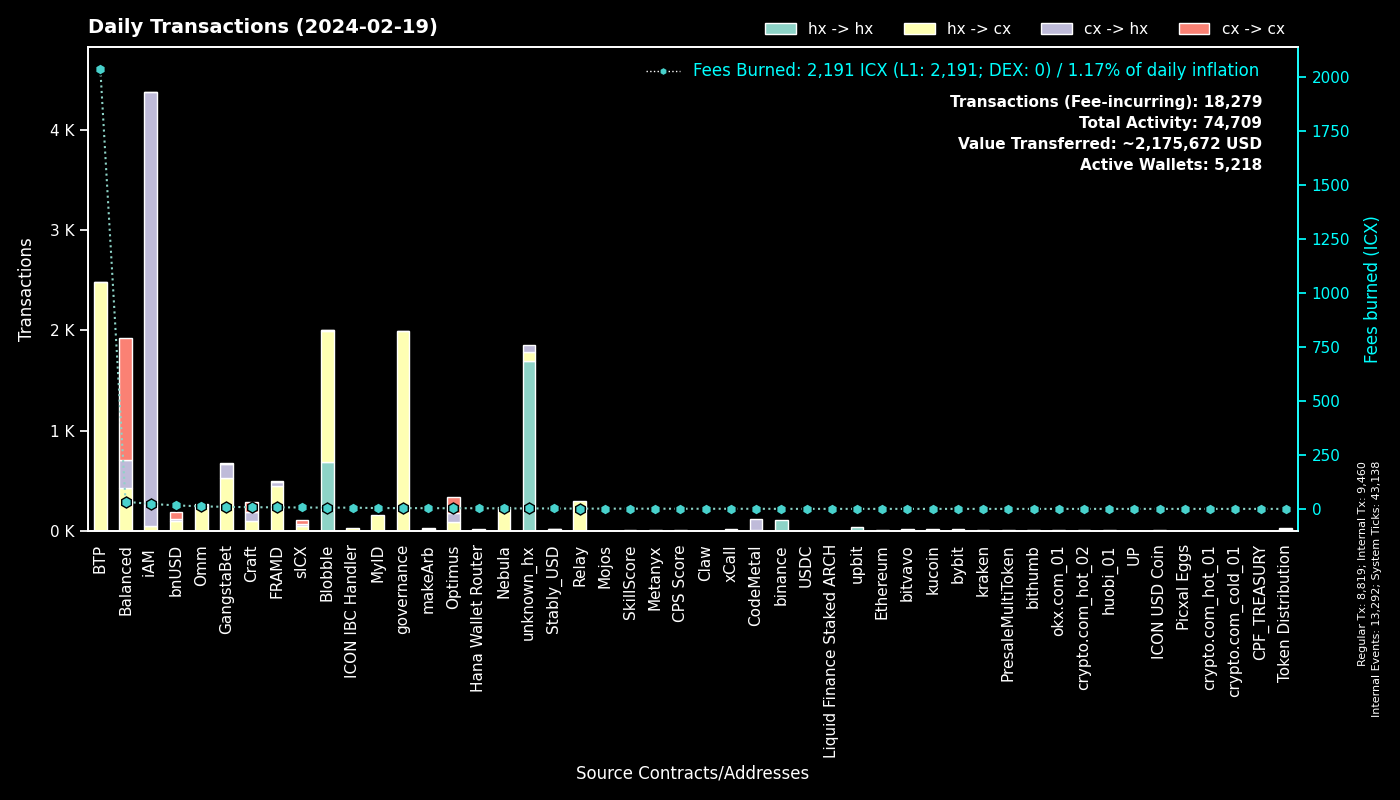 Daily Transactions (2024-02-19)
hx -> hx
hx -> cx
cx -> hx
cx -> cx
Fees Burned: 2,191 ICX (L1: 2,191; DEX: 0) / 1.17% of daily inflation
Transactions (Fee-incurring): 18,279
Total Activity: 74,709
Value Transferred: ~2,175,672 USD
Active Wallets: 5,218
Transactions
4 K
3 K
2 K
1 K
0 K
2000
1750
1500
1250
1000
750
500
250
0
Fees burned (ICX)
BTP
Balanced
iAM
bnUSD
Omm
GangstaBet
Craft
FRAMD
sICX
Blobble
ICON IBC Handler
MyID
governance
makeArb
Optimus
Hana Wallet Router
Nebula
unknown_hx
Stably_USD
Relay
Mojos
SkillScore
Metanyx
CPS Score
Claw
xCall
CodeMetal
binance
USDC
Liquid Finance Staked ARCH
upbit
Ethereum
bitvavo
kucoin
bybit
kraken
PresaleMultiToken
bithumb
okx.com_01
crypto.com_hot_02
huobi_01
UP
ICON USD Coin
Picxal Eggs
crypto.com_hot_01
crypto.com_cold_01
CPF_TREASURY
Token Distribution
Source Contracts/Addresses
Regular Tx: 8,819; Internal Tx: 9,460
Internal Events: 13,292; System Ticks: 43,138